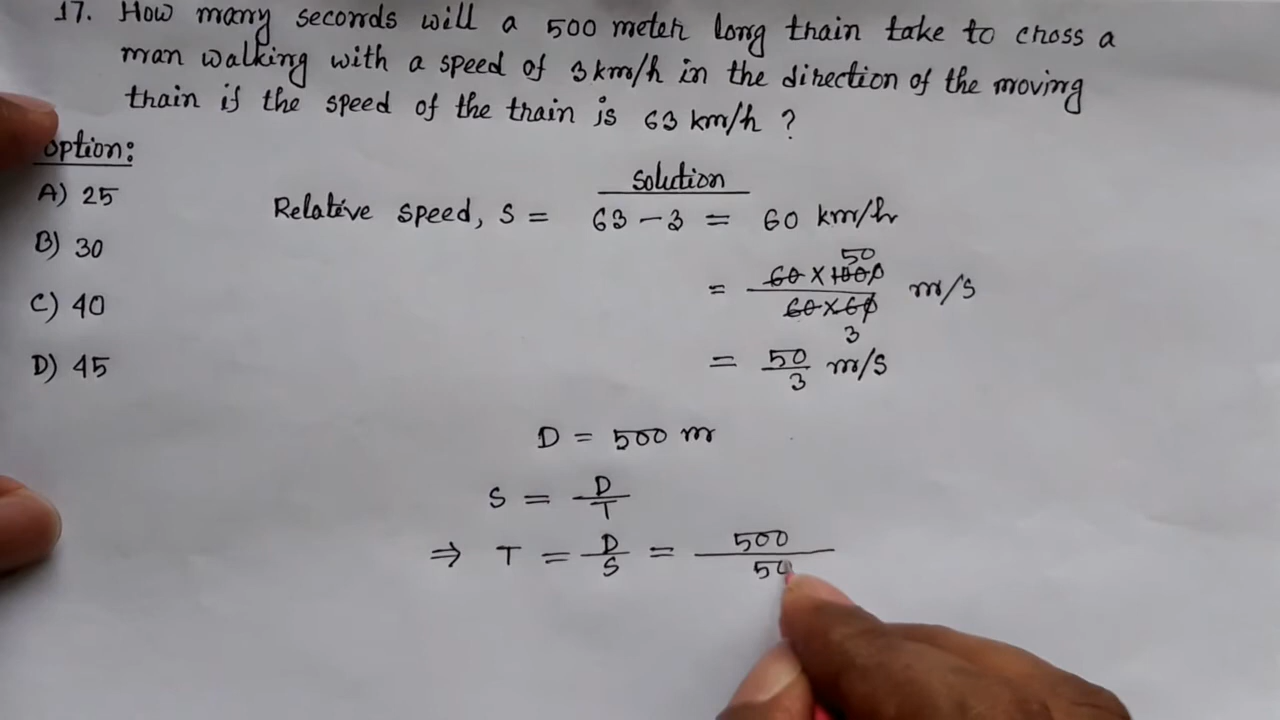 17. How many seconds will a 500 meter long train take to cross a
man walking with a speed of 3 km/h in the direction of the moving
train if the speed of the train is 63 km/h ?
Option:
A) 25
B) 30
C) 40
D) 45
Solution
Relative speed, S = 63 - 3 = 60 km/hr
50
= 60 X 1000 / 60 X 60 m/s
3
= 50/3 m/s
D = 500 m
S = D/T
⇒ T = D/S = 500/50